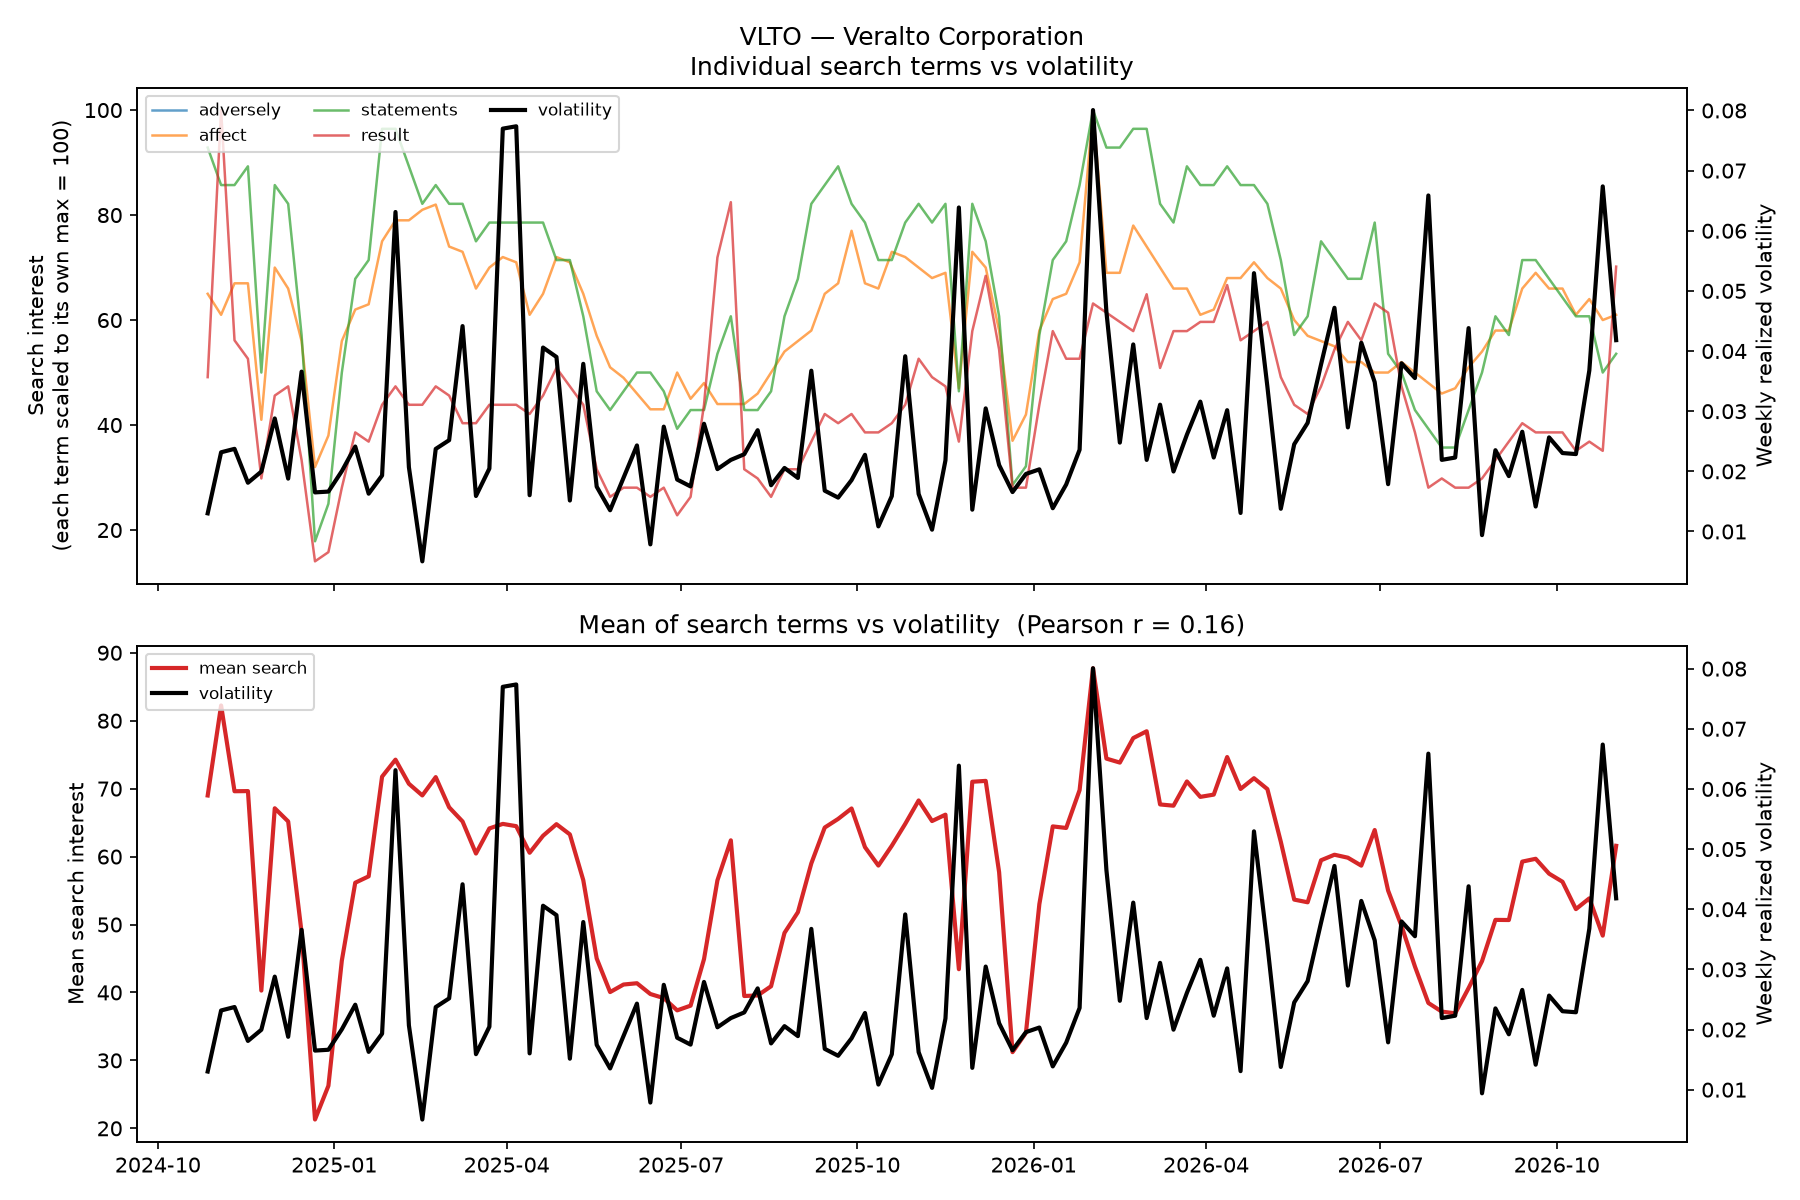 VLTO — Veralto Corporation
Individual search terms vs volatility
adversely
affect
statements
result
volatility
Search interest
(each term scaled to its own max = 100)
100
80
60
40
20
0.08
0.07
0.06
0.05
0.04
0.03
0.02
0.01
Weekly realized volatility
Mean of search terms vs volatility (Pearson r = 0.16)
mean search
volatility
Mean search interest
90
80
70
60
50
40
30
20
0.08
0.07
0.06
0.05
0.04
0.03
0.02
0.01
Weekly realized volatility
2024-10
2025-01
2025-04
2025-07
2025-10
2026-01
2026-04
2026-07
2026-10